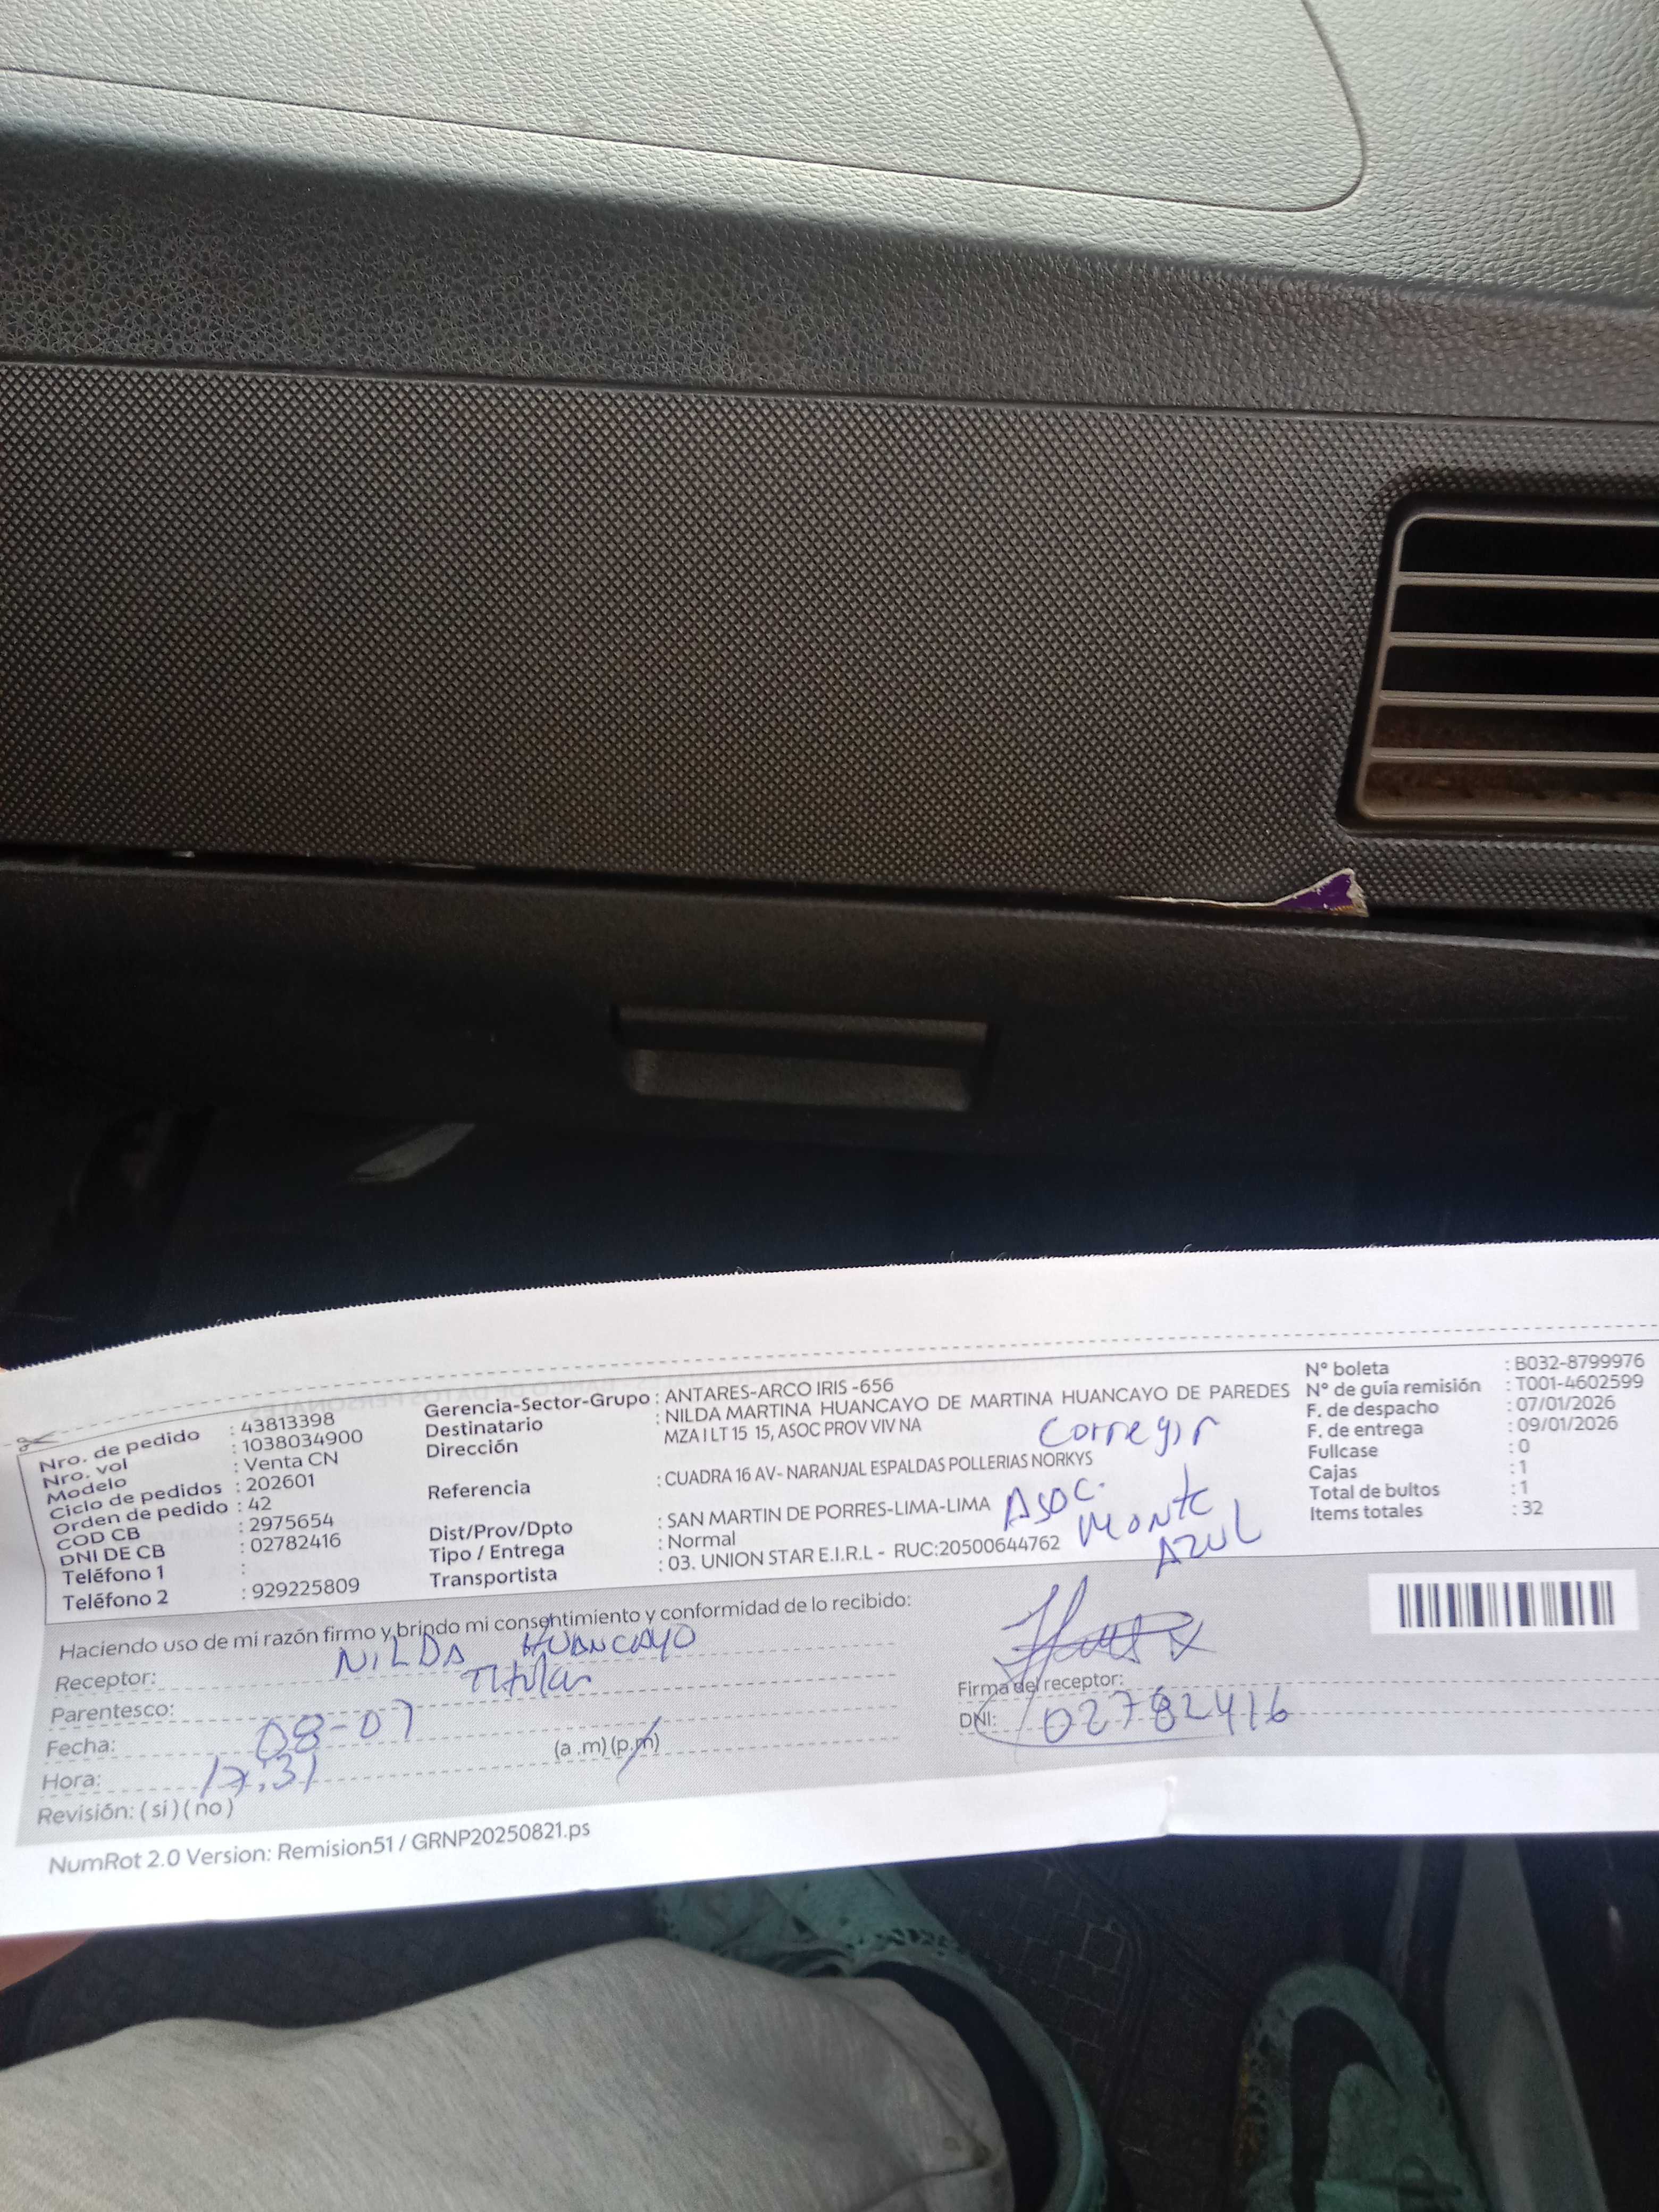 Nro. de pedido : 43813398
Nro. vol : 1038034900
Modelo : Venta CN
Ciclo de pedidos : 202601
Orden de pedido : 42
COD CB : 2975654
DNI DE CB : 02782416
Teléfono 1 :
Teléfono 2 : 929225809
Gerencia-Sector-Grupo : ANTARES-ARCO IRIS -656
Destinatario : NILDA MARTINA HUANCAYO DE MARTINA HUANCAYO DE PAREDES
Dirección MZA I LT 15 15, ASOC PROV VIV NA
Referencia : CUADRA 16 AV- NARANJAL ESPALDAS POLLERIAS NORKYS
Dist/Prov/Dpto : SAN MARTIN DE PORRES-LIMA-LIMA
Tipo / Entrega : Normal
Transportista : 03. UNION STAR E.I.R.L - RUC:20500644762
Corregir
Asoc.
Monte
AZUL
N° boleta : B032-8799976
N° de guía remisión : T001-4602599
F. de despacho : 07/01/2026
F. de entrega : 09/01/2026
Fullcase : 0
Cajas : 1
Total de bultos : 1
Items totales : 32
Haciendo uso de mi razón firmo y brindo mi consentimiento y conformidad de lo recibido:
Receptor: NILDA HUANCAYO
Parentesco: Titular
Fecha: 08-01
Hora: 12:31 (a .m) (p.m)
Revisión: ( si ) ( no )
Firma del receptor:
DNI: 02782416
NumRot 2.0 Version: Remision51 / GRNP20250821.ps